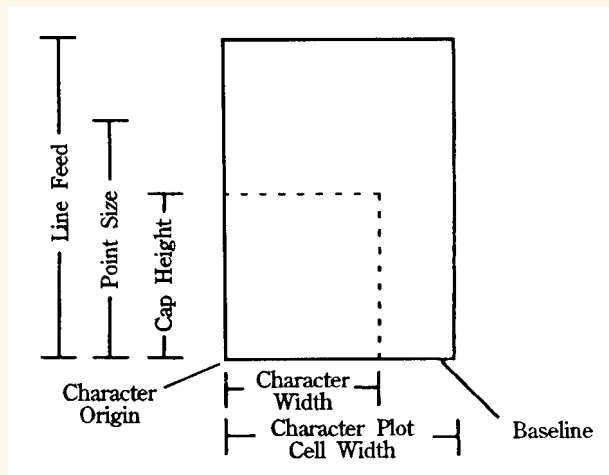 Line Feed
Point Size
Cap Height
Character
Origin
Character
Width
Character Plot
Cell Width
Baseline